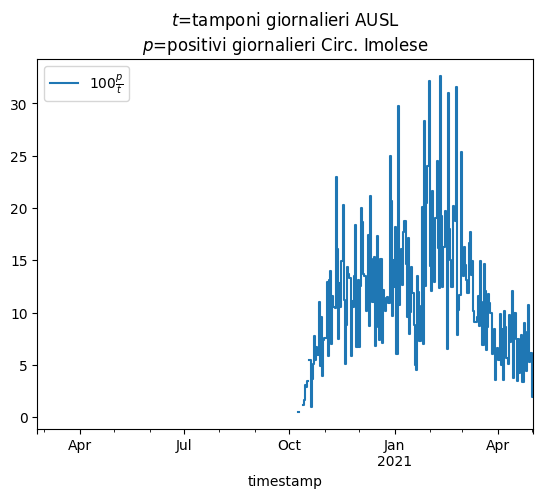 t=tamponi giornalieri AUSL
p=positivi giornalieri Circ. Imolese
100 p/t
30
25
20
15
10
5
0
Apr Jul Oct Jan Apr
2021
timestamp